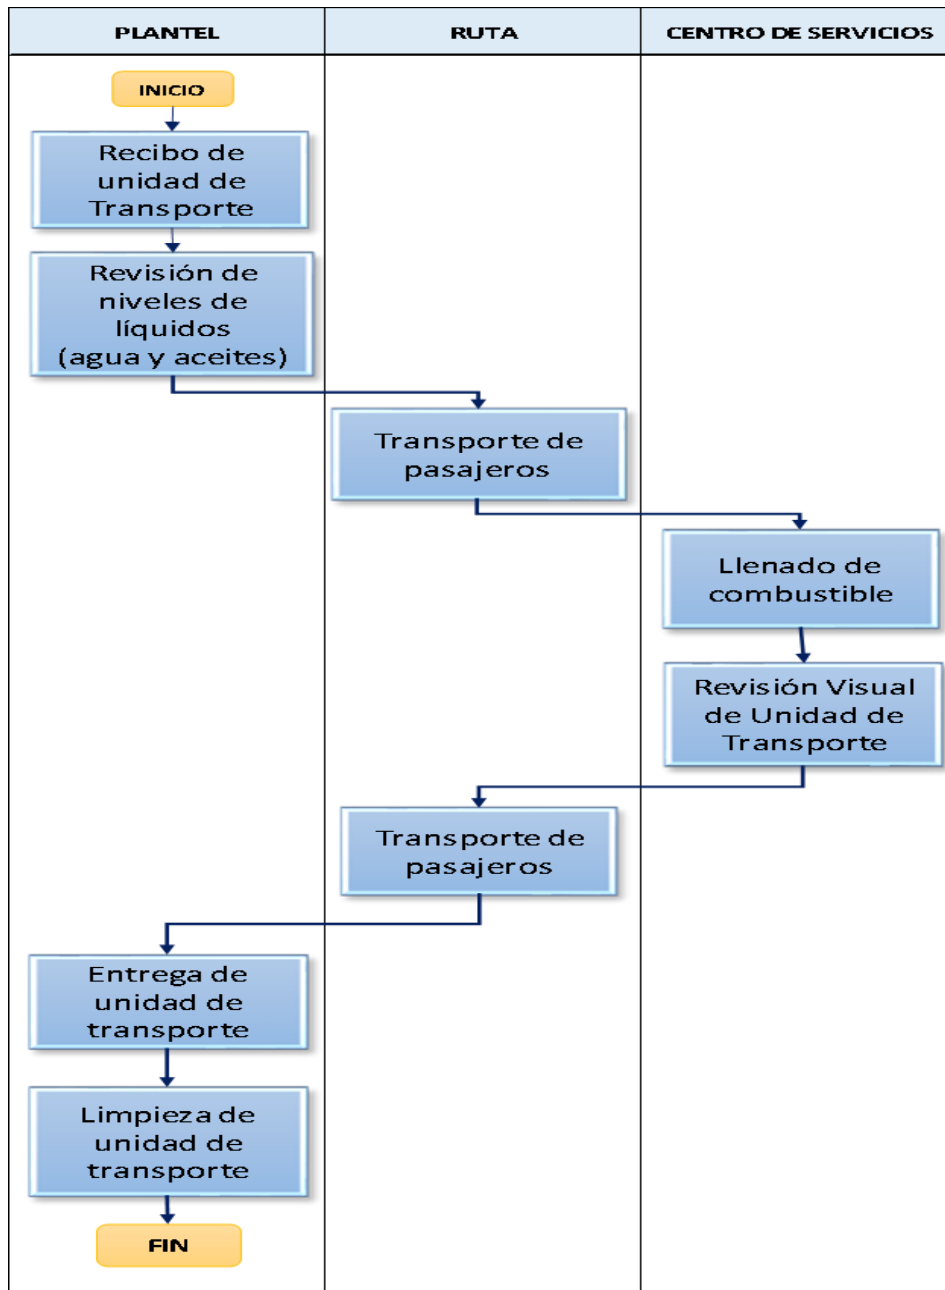 PLANTEL
RUTA
CENTRO DE SERVICIOS
INICIO
Recibo de
unidad de
Transporte
Revisión de
niveles de
líquidos
(agua y aceites)
Transporte de
pasajeros
Llenado de
combustible
Revisión Visual
de Unidad de
Transporte
Transporte de
pasajeros
Entrega de
unidad de
transporte
Limpieza de
unidad de
transporte
FIN